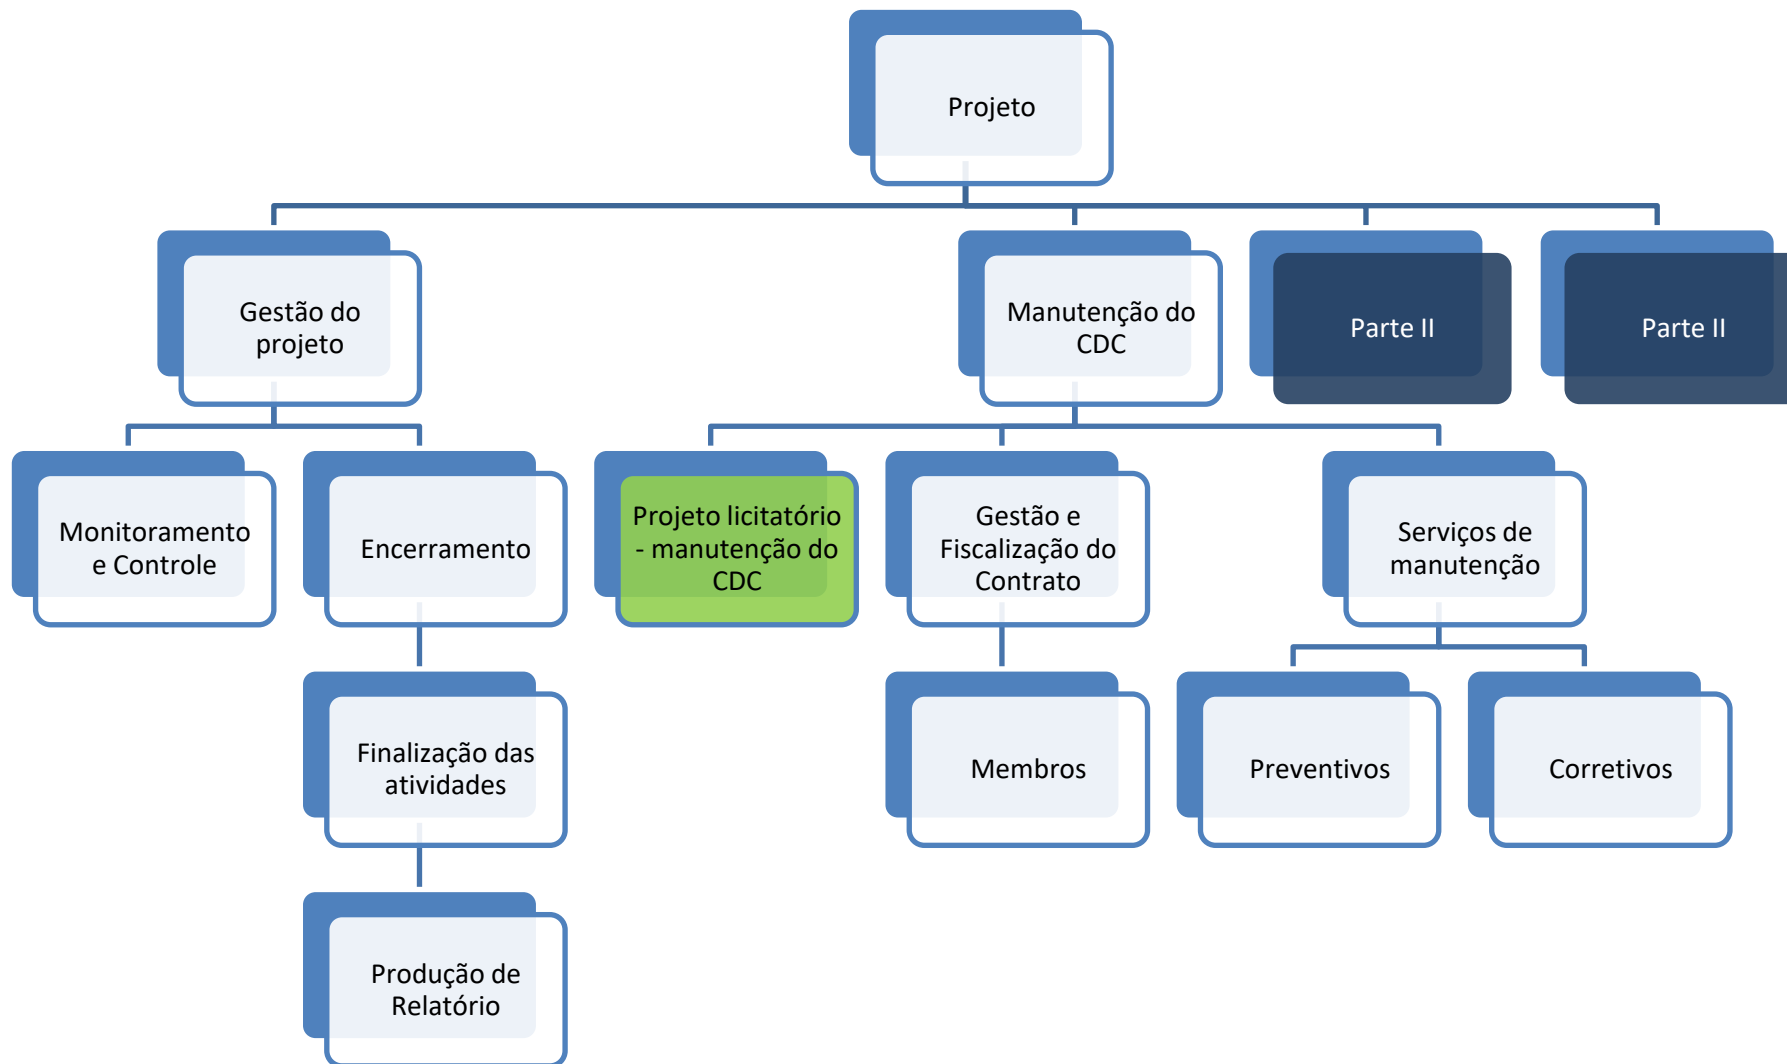 Projeto
Gestão do
projeto
Manutenção do
CDC
Parte II
Parte II
Monitoramento
e Controle
Encerramento
Projeto licitatório
- manutenção do
CDC
Gestão e
Fiscalização do
Contrato
Serviços de
manutenção
Finalização das
atividades
Membros
Preventivos
Corretivos
Produção de
Relatório